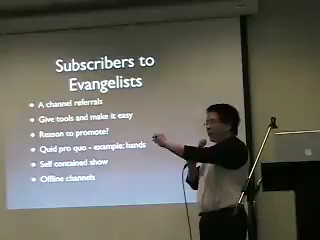 Subscribers to
Evangelists
• A channel referrals
• Give tools and make it easy
• Reason to promote?
• Quid pro quo - example: bands
• Self contained show
• Offline channels